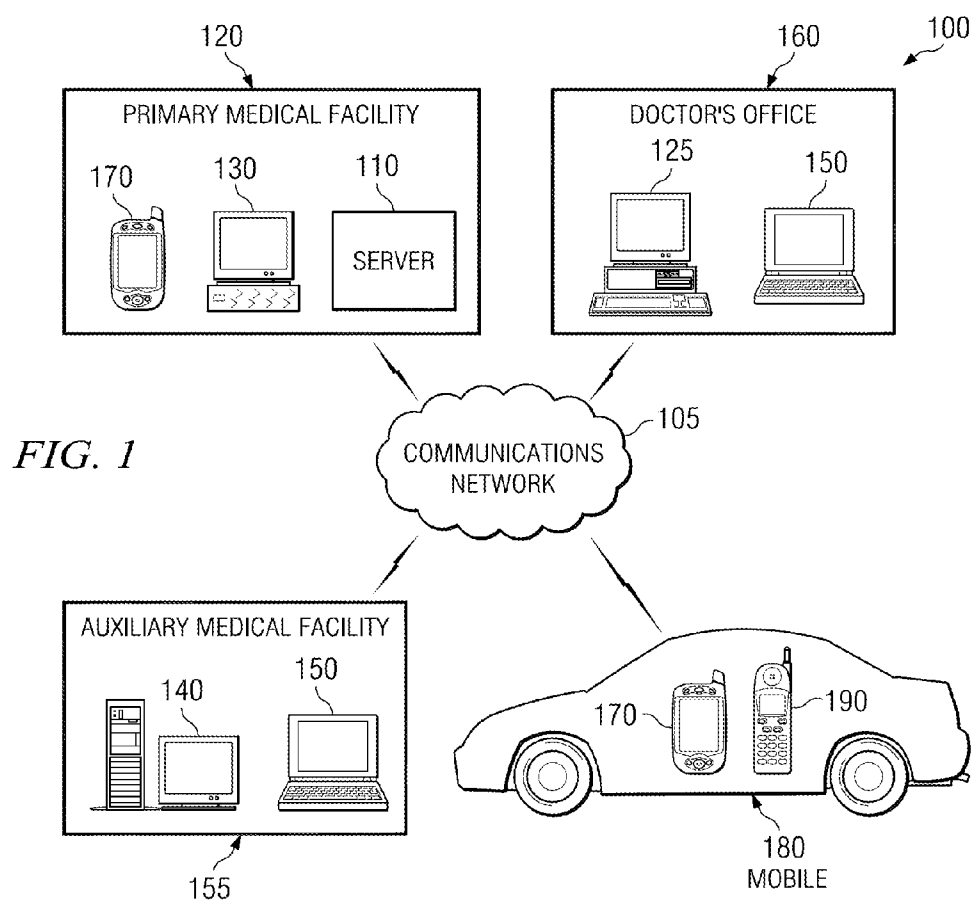 100
120
160
PRIMARY MEDICAL FACILITY
170
130
110
SERVER
DOCTOR'S OFFICE
125
150
FIG. 1
COMMUNICATIONS
NETWORK
105
AUXILIARY MEDICAL FACILITY
140
150
155
170
190
180
MOBILE